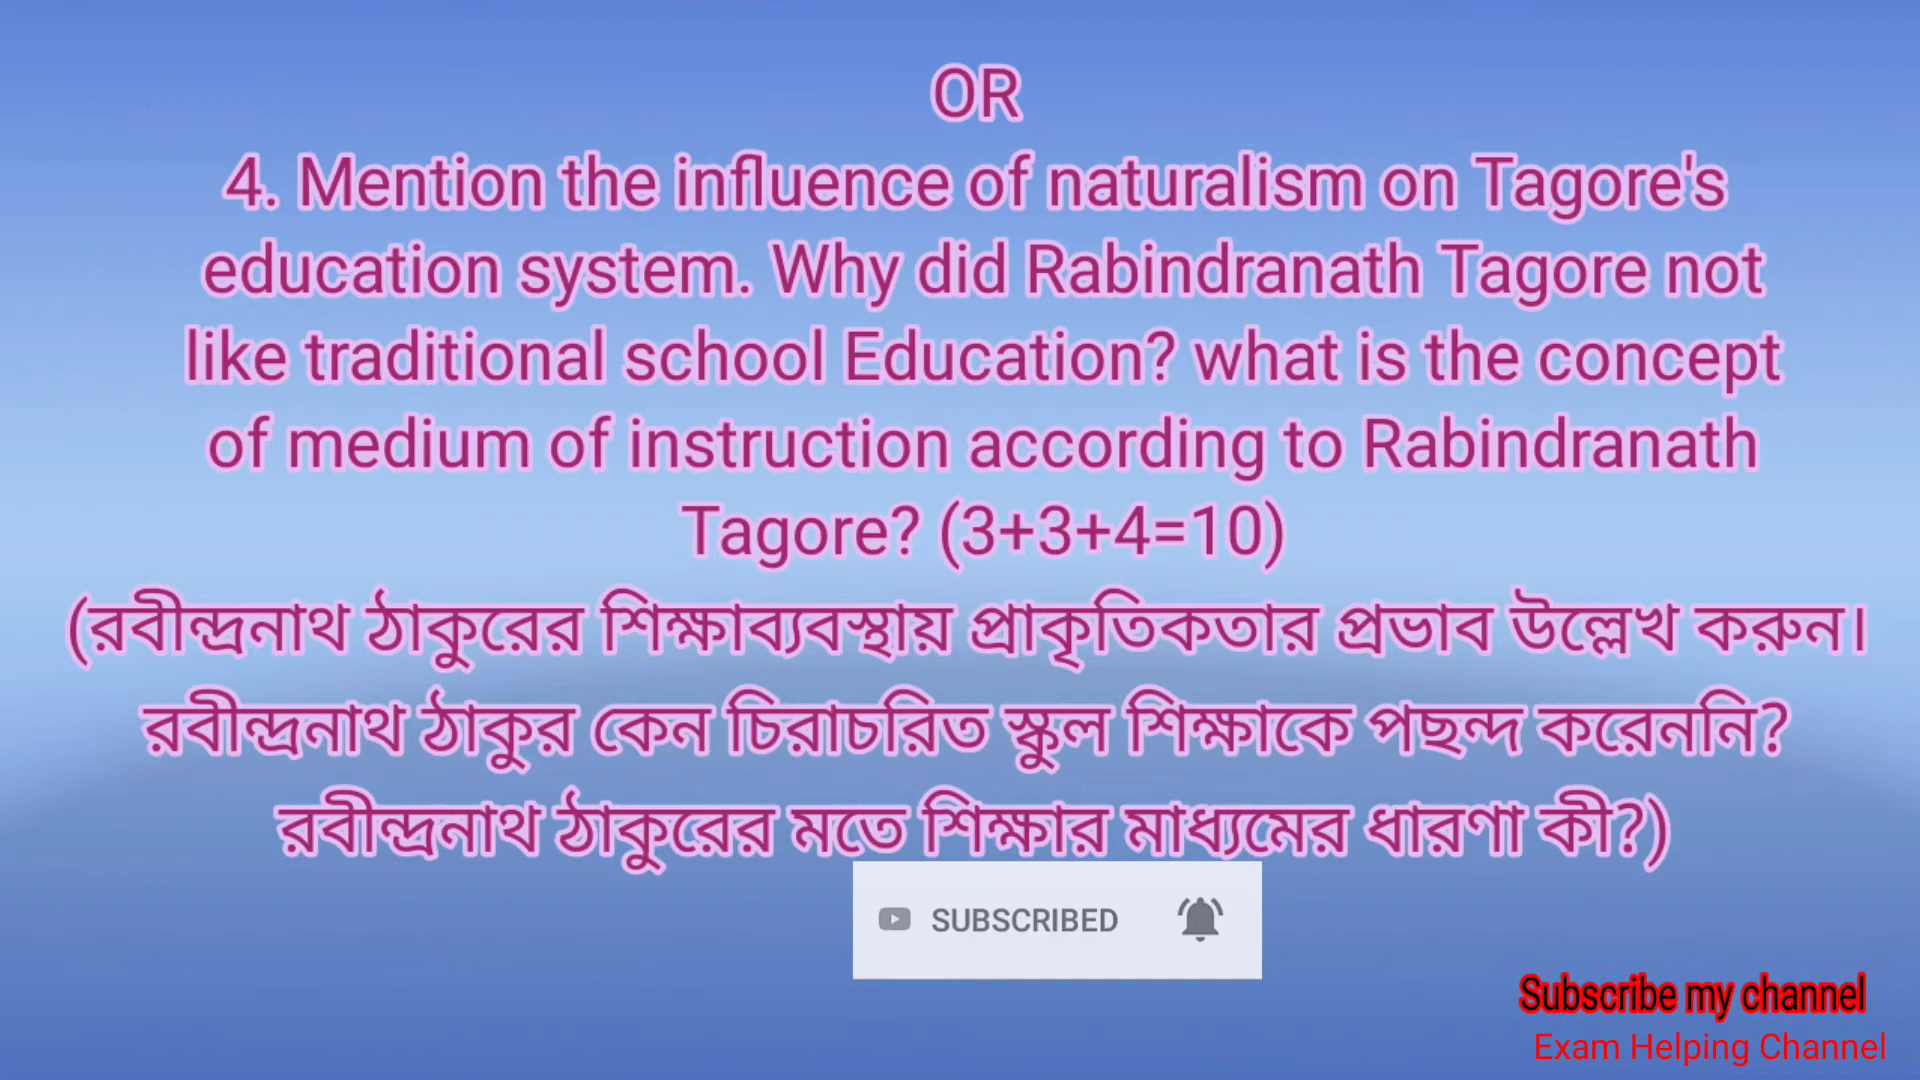 OR
4. Mention the influence of naturalism on Tagore's
education system. Why did Rabindranath Tagore not
like traditional school Education? what is the concept
of medium of instruction according to Rabindranath
Tagore? (3+3+4=10)
(রবীন্দ্রনাথ ঠাকুরের শিক্ষাব্যবস্থায় প্রাকৃতিকতার প্রভাব উল্লেখ করুন।
রবীন্দ্রনাথ ঠাকুর কেন চিরাচরিত স্কুল শিক্ষাকে পছন্দ করেননি?
রবীন্দ্রনাথ ঠাকুরের মতে শিক্ষার মাধ্যমের ধারণা কী?)
SUBSCRIBED
Subscribe my channel
Exam Helping Channel